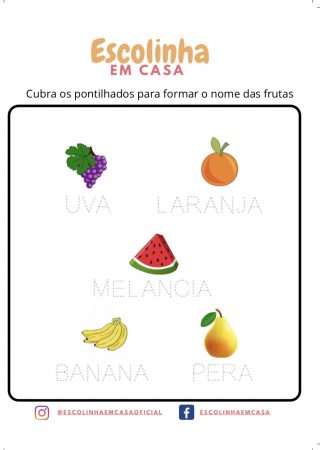 Escolinha
EM CASA
Cubra os pontilhados para formar o nome das frutas
UVA LARANJA
MELANCIA
BANANA PERA
@ESCOLINHAEMCASAOFICIAL ESCOLINHAEMCASA